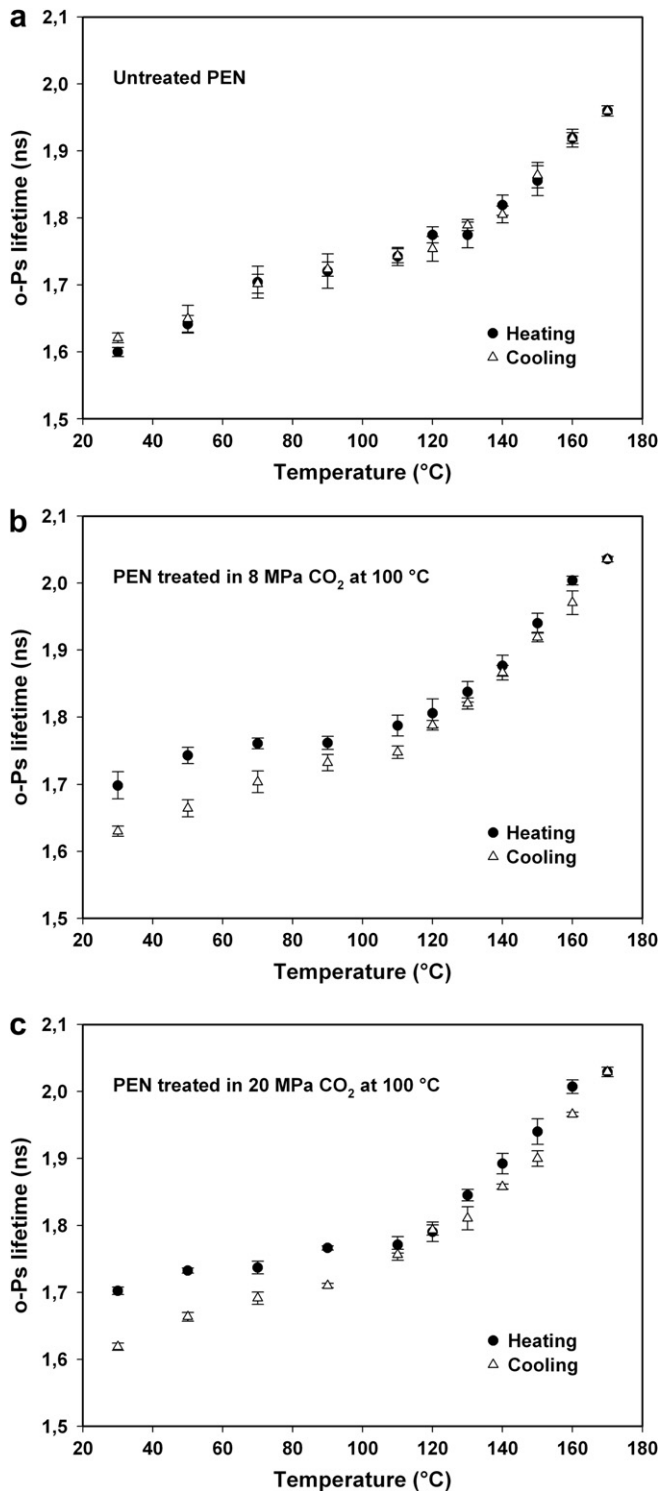 a
2,1
2,0
1,9
1,8
1,7
1,6
1,5
o-Ps lifetime (ns)
Untreated PEN
Heating
Cooling
20 40 60 80 100 120 140 160 180
Temperature (°C)
b
2,1
2,0
1,9
1,8
1,7
1,6
1,5
o-Ps lifetime (ns)
PEN treated in 8 MPa CO₂ at 100 °C
Heating
Cooling
20 40 60 80 100 120 140 160 180
Temperature (°C)
c
2,1
2,0
1,9
1,8
1,7
1,6
1,5
o-Ps lifetime (ns)
PEN treated in 20 MPa CO₂ at 100 °C
Heating
Cooling
20 40 60 80 100 120 140 160 180
Temperature (°C)